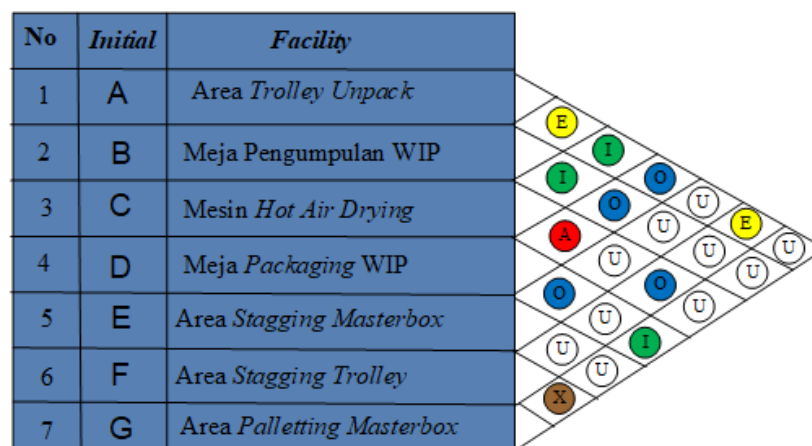 No Initial Facility
1 A Area Trolley Unpack
2 B Meja Pengumpulan WIP
3 C Mesin Hot Air Drying
4 D Meja Packaging WIP
5 E Area Stagging Masterbox
6 F Area Stagging Trolley
7 G Area Palletting Masterbox
E
I
I
O
O
U
E
U
A
U
U
U
U
O
O
U
U
U
I
U
X